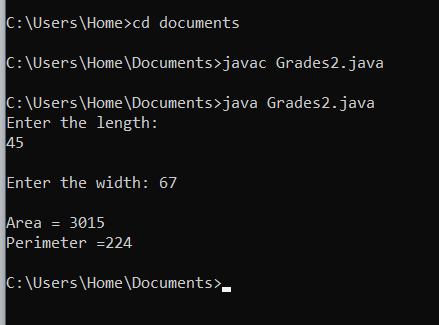 C:\Users\Home>cd documents
C:\Users\Home\Documents>javac Grades2.java
C:\Users\Home\Documents>java Grades2.java
Enter the length:
45
Enter the width: 67
Area = 3015
Perimeter =224
C:\Users\Home\Documents>